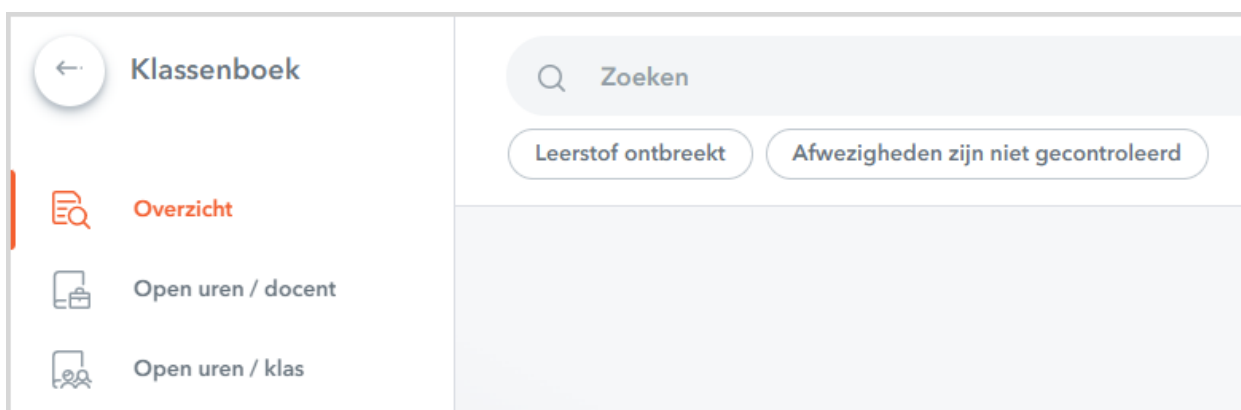 Klassenboek
Zoeken
Leerstof ontbreekt
Afwezigheden zijn niet gecontroleerd
Overzicht
Open uren / docent
Open uren / klas